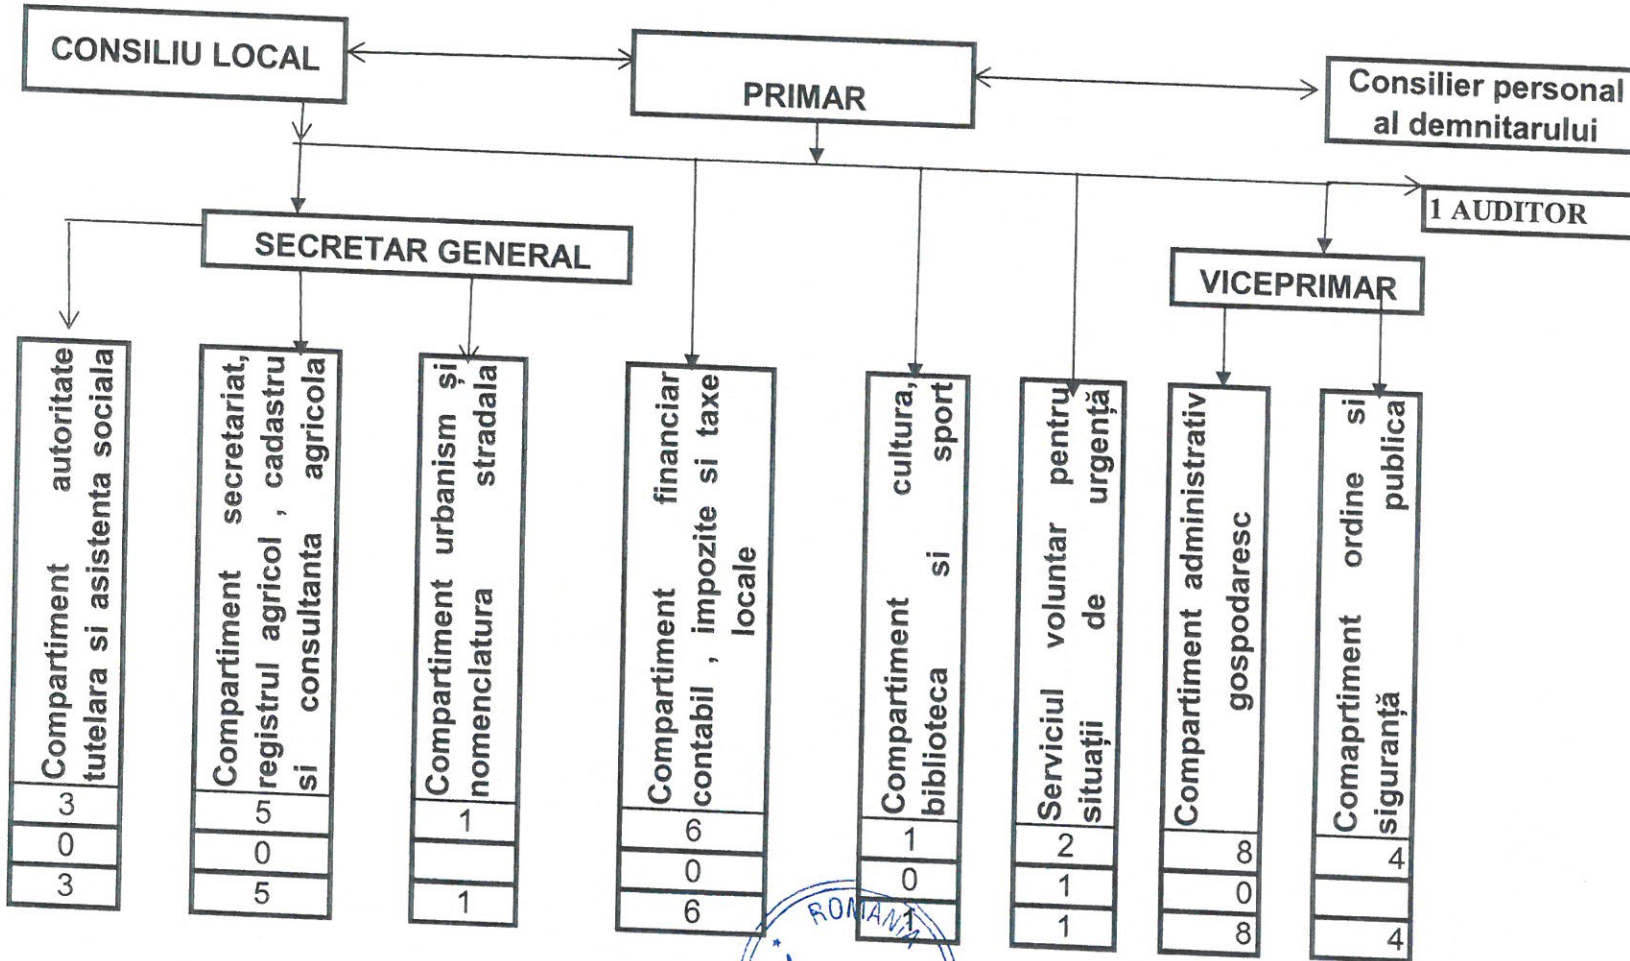 CONSILIU LOCAL
PRIMAR
Consilier personal
al demnitarului
1 AUDITOR
SECRETAR GENERAL
VICEPRIMAR
Compartiment autoritate
tutelara si asistenta sociala
3
0
3
Compartiment secretariat,
registrul agricol , cadastru
si consultanta agricola
5
0
5
Compartiment urbanism și
nomenclatura stradala
1
1
Compartiment financiar
contabil , impozite si taxe
locale
6
0
6
Compartiment cultura,
biblioteca si sport
1
0
1
Serviciul voluntar pentru
situații de urgență
2
1
1
Compartiment administrativ
gospodaresc
8
0
8
Comaprtiment ordine si
siguranță publica
4
4
ROMANIA